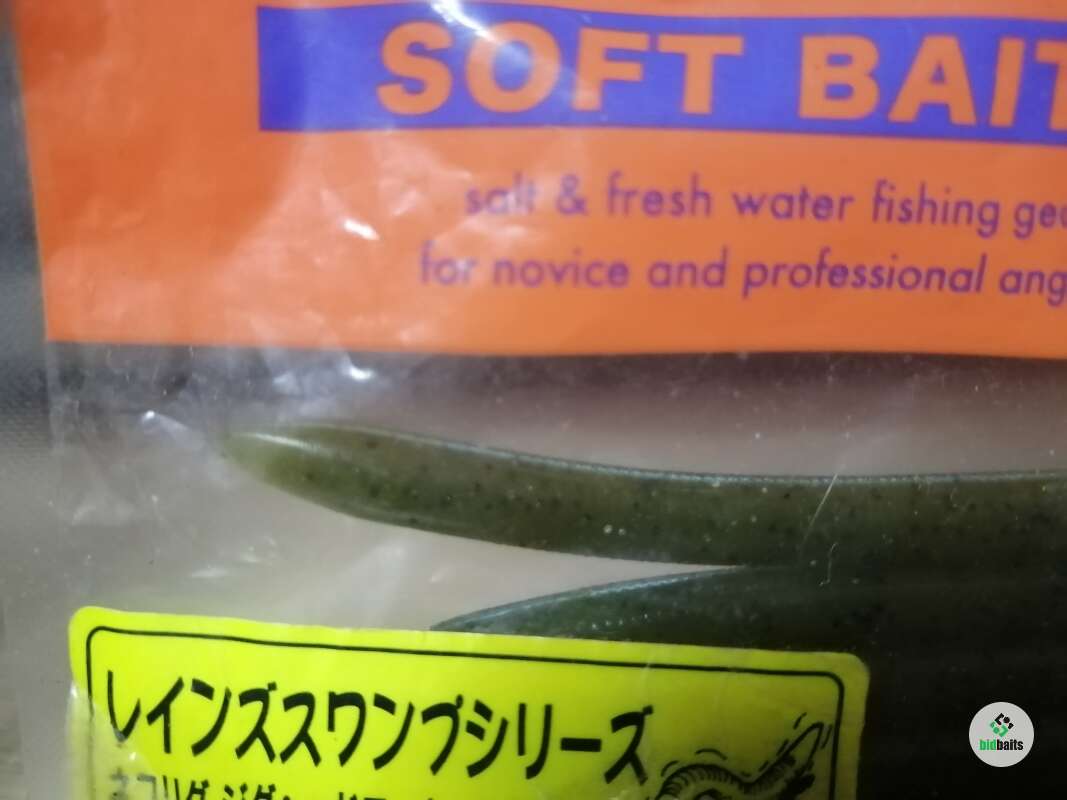 SOFT BAIT
salt & fresh water fishing gea
for novice and professional ang
レインズスワンプシリーズ
bidbaits